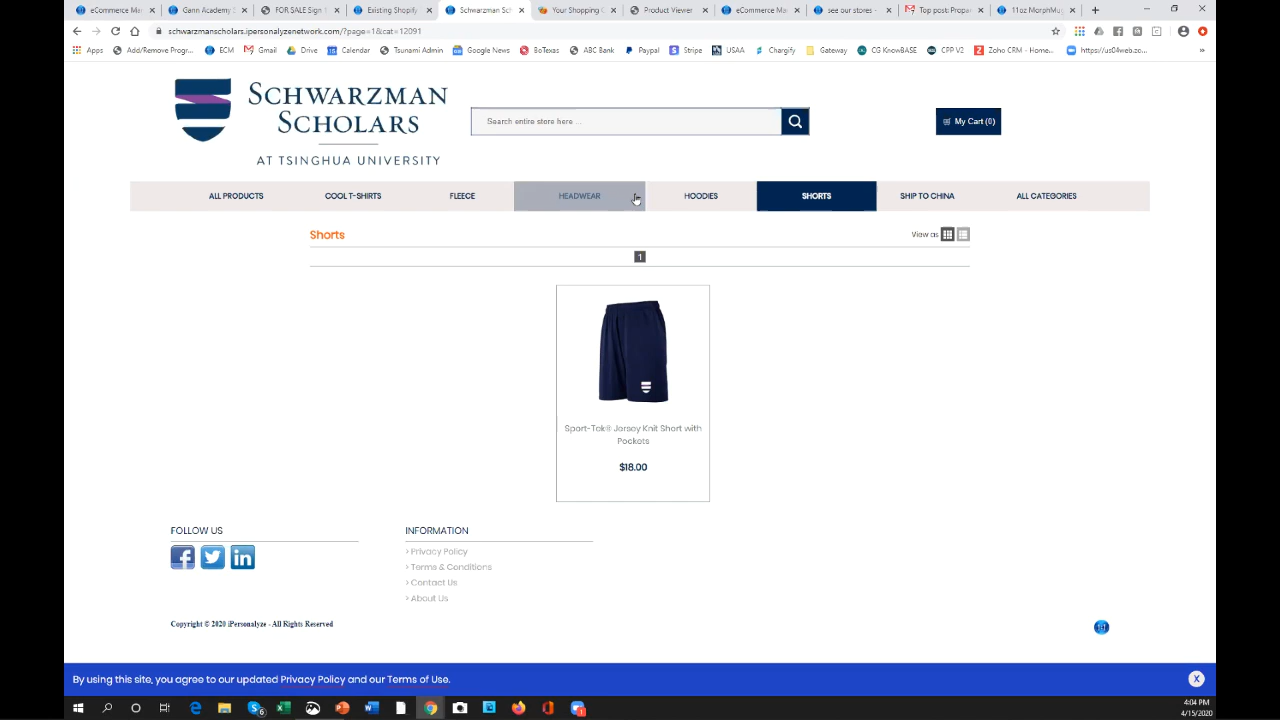 eCommerce Mar
Gann Academy
FOR SALE Sign
Existing Shopify
Schwarzman Sc
Your Shopping C
Product Viewer
eCommerce Mar
see our stores -
Top post: Propa
11oz MorphMug
schwarzmanscholars.ipersonalyzenetwork.com/?page=1&cat=12091
Apps
Add/Remove Progr...
ECM
Gmail
Drive
Calendar
Tsunami Admin
Google News
BoTexas
ABC Bank
Paypal
Stripe
USAA
Chargify
Gateway
CG KnowBASE
CPP V2
Zoho CRM - Home...
https://us04web.zo...
»
SCHWARZMAN
SCHOLARS
AT TSINGHUA UNIVERSITY
Search entire store here ...
My Cart (0)
ALL PRODUCTS
COOL T-SHIRTS
FLEECE
HEADWEAR
HOODIES
SHORTS
SHIP TO CHINA
ALL CATEGORIES
Shorts
View as
1
Sport-Tek® Jersey Knit Short with
Pockets
$18.00
FOLLOW US
INFORMATION
> Privacy Policy
> Terms & Conditions
> Contact Us
> About Us
Copyright © 2020 iPersonalyze - All Rights Reserved
By using this site, you agree to our updated Privacy Policy and our Terms of Use.
X
4:04 PM
4/15/2020